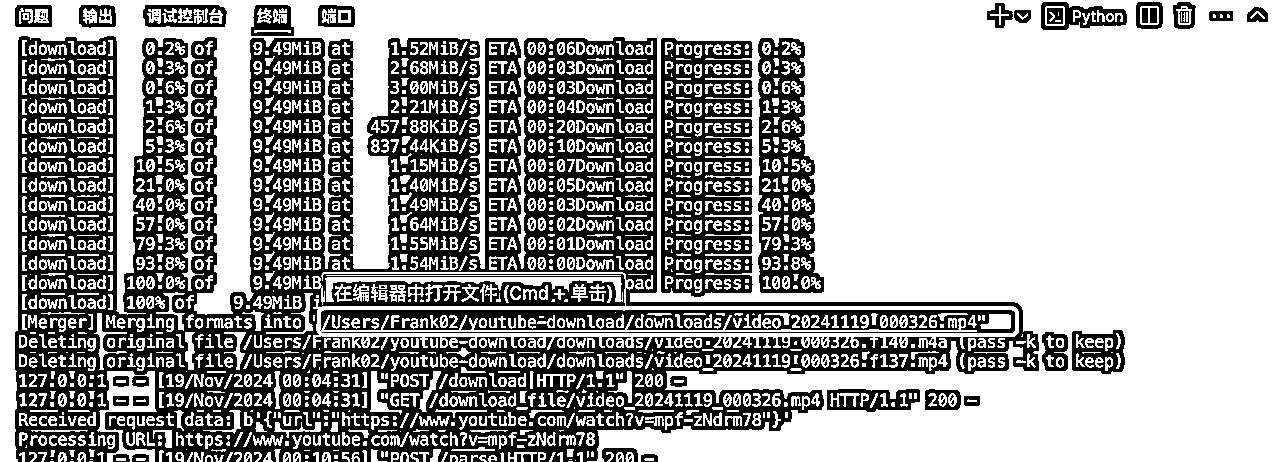 问题 输出 调试控制台 终端 端口 Python
[download] 0.2% of 9.49MiB at 1.52MiB/s ETA 00:06Download Progress: 0.2%
[download] 0.3% of 9.49MiB at 2.68MiB/s ETA 00:03Download Progress: 0.3%
[download] 0.6% of 9.49MiB at 3.00MiB/s ETA 00:03Download Progress: 0.6%
[download] 1.3% of 9.49MiB at 2.21MiB/s ETA 00:04Download Progress: 1.3%
[download] 2.6% of 9.49MiB at 457.88KiB/s ETA 00:20Download Progress: 2.6%
[download] 5.3% of 9.49MiB at 837.44KiB/s ETA 00:10Download Progress: 5.3%
[download] 10.5% of 9.49MiB at 1.15MiB/s ETA 00:07Download Progress: 10.5%
[download] 21.0% of 9.49MiB at 1.40MiB/s ETA 00:05Download Progress: 21.0%
[download] 40.0% of 9.49MiB at 1.49MiB/s ETA 00:03Download Progress: 40.0%
[download] 57.0% of 9.49MiB at 1.64MiB/s ETA 00:02Download Progress: 57.0%
[download] 79.3% of 9.49MiB at 1.55MiB/s ETA 00:01Download Progress: 79.3%
[download] 93.8% of 9.49MiB at 1.54MiB/s ETA 00:00Download Progress: 93.8%
[download] 100.0% of 9.49MiB Download Progress: 100.0%
在编辑器中打开文件 (Cmd + 单击)
[download] 100% of 9.49MiB
[Merger] Merging formats into "/Users/Frank02/youtube-download/downloads/video_20241119_000326.mp4"
Deleting original file /Users/Frank02/youtube-download/downloads/video_20241119_000326.f140.m4a (pass -k to keep)
Deleting original file /Users/Frank02/youtube-download/downloads/video_20241119_000326.f137.mp4 (pass -k to keep)
127.0.0.1 - - [19/Nov/2024 00:04:31] "POST /download HTTP/1.1" 200 -
127.0.0.1 - - [19/Nov/2024 00:04:31] "GET /download_file/video_20241119_000326.mp4 HTTP/1.1" 200 -
Received request data: b'{"url":"https://www.youtube.com/watch?v=mpf-zNdrm78"}'
Processing URL: https://www.youtube.com/watch?v=mpf-zNdrm78
127.0.0.1 - - [19/Nov/2024 00:10:56] "POST /parse HTTP/1.1" 200 -